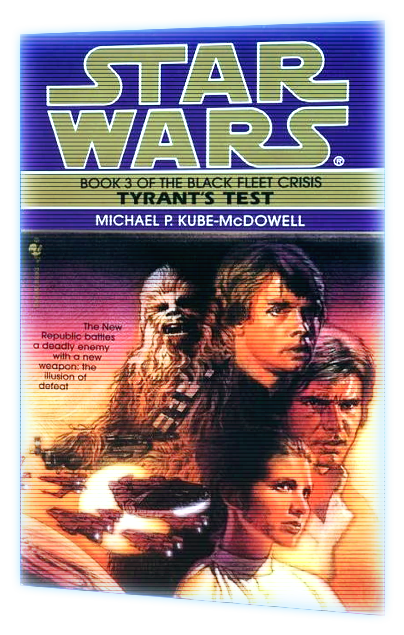 STAR
WARS®
BOOK 3 OF THE BLACK FLEET CRISIS
TYRANT'S TEST
MICHAEL P. KUBE-McDOWELL
The New
Republic battles
a deadly enemy
with a new
weapon: the
illusion of
defeat